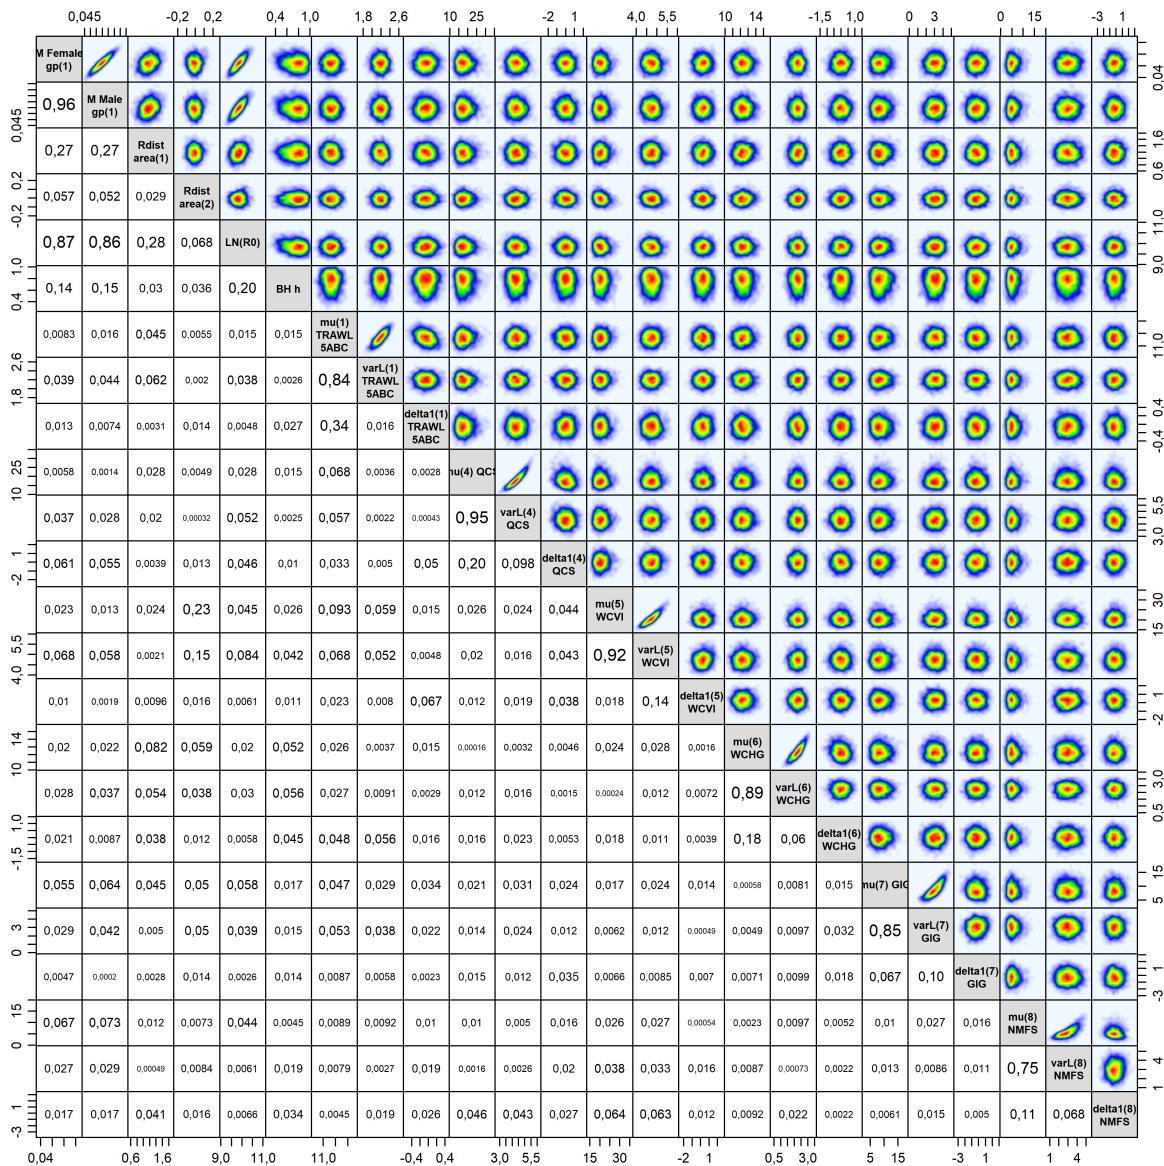 0,045 -0,2 0,2 0,4 1,0 1,8 2,6 10 25 -2 1 4,0 5,5 10 14 -1,5 1,0 0 3 0 15 -3 1
M Female
gp(1)
0,04
0,96 M Male
gp(1)
0,045
0,27 0,27 Rdist
area(1)
0,6 1,6
0,057 0,052 0,029 Rdist
area(2)
-0,2 0,2
0,87 0,86 0,28 0,068 LN(R0)
9,0 11,0
0,14 0,15 0,03 0,036 0,20 BH h
0,4 1,0
0,0083 0,016 0,045 0,0055 0,015 0,015 mu(1)
TRAWL
5ABC
11,0
0,039 0,044 0,062 0,002 0,038 0,0026 0,84 varL(1)
TRAWL
5ABC
1,8 2,6
0,013 0,0074 0,0031 0,014 0,0048 0,027 0,34 0,016 delta1(1)
TRAWL
5ABC
-0,4 0,4
0,0058 0,0014 0,028 0,0049 0,028 0,015 0,068 0,0036 0,0028 mu(4) QCS
10 25
0,037 0,028 0,02 0,00032 0,052 0,0025 0,057 0,0022 0,00043 0,95 varL(4)
QCS
3,0 5,5
0,061 0,055 0,0039 0,013 0,046 0,01 0,033 0,005 0,05 0,20 0,098 delta1(4)
QCS
-2 1
0,023 0,013 0,024 0,23 0,045 0,026 0,093 0,059 0,015 0,026 0,024 0,044 mu(5)
WCVI
15 30
0,068 0,058 0,0021 0,15 0,084 0,042 0,068 0,052 0,0048 0,02 0,016 0,043 0,92 varL(5)
WCVI
4,0 5,5
0,01 0,0019 0,0096 0,016 0,0061 0,011 0,023 0,008 0,067 0,012 0,019 0,038 0,018 0,14 delta1(5)
WCVI
-2 1
0,02 0,022 0,082 0,059 0,02 0,052 0,026 0,0037 0,015 0,00016 0,0032 0,0046 0,024 0,028 0,0016 mu(6)
WCHG
10 14
0,028 0,037 0,054 0,038 0,03 0,056 0,027 0,0091 0,0029 0,012 0,016 0,0015 0,00024 0,012 0,0072 0,89 varL(6)
WCHG
0,5 3,0
0,021 0,0087 0,038 0,012 0,0058 0,045 0,048 0,056 0,016 0,016 0,023 0,0053 0,018 0,011 0,0039 0,18 0,06 delta1(6)
WCHG
-1,5 1,0
0,055 0,064 0,045 0,05 0,058 0,017 0,047 0,029 0,034 0,021 0,031 0,024 0,017 0,024 0,014 0,00058 0,0081 0,015 mu(7) GIG
5 15
0,029 0,042 0,005 0,05 0,039 0,015 0,053 0,038 0,022 0,014 0,024 0,012 0,0062 0,012 0,00049 0,0049 0,0097 0,032 0,85 varL(7)
GIG
0 3
0,0047 0,0002 0,0028 0,014 0,0026 0,014 0,0087 0,0058 0,0023 0,015 0,012 0,035 0,0066 0,0085 0,007 0,0071 0,0099 0,018 0,067 0,10 delta1(7)
GIG
-3 1
0,067 0,073 0,012 0,0073 0,044 0,0045 0,0089 0,0092 0,01 0,01 0,005 0,016 0,026 0,027 0,00054 0,0023 0,0097 0,0052 0,01 0,027 0,016 mu(8)
NMFS
0 15
0,027 0,029 0,00049 0,0084 0,0061 0,019 0,0079 0,0027 0,019 0,0016 0,0026 0,02 0,038 0,033 0,016 0,0087 0,00073 0,0022 0,013 0,0086 0,011 0,75 varL(8)
NMFS
1 4
0,017 0,017 0,041 0,016 0,0066 0,034 0,0045 0,019 0,026 0,046 0,043 0,027 0,064 0,063 0,012 0,0092 0,022 0,0022 0,0061 0,015 0,005 0,11 0,068 delta1(8)
NMFS
-3 1
0,04 0,6 1,6 9,0 11,0 11,0 -0,4 0,4 3,0 5,5 15 30 -2 1 0,5 3,0 5 15 -3 1 1 4